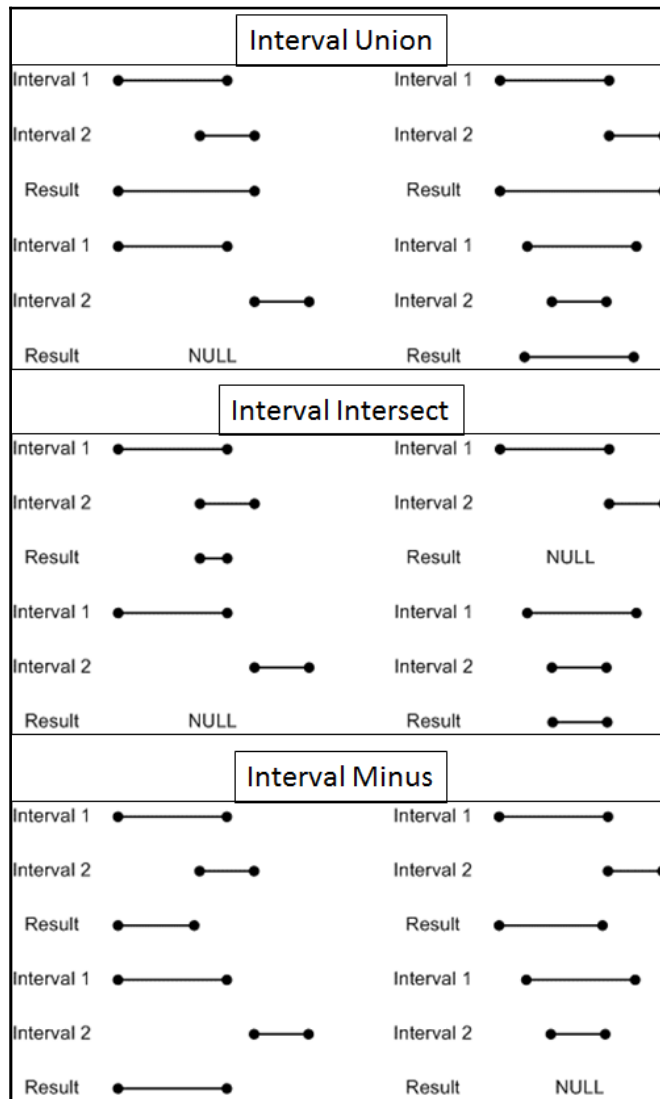 Interval Union
Interval 1 Interval 1
Interval 2 Interval 2
Result Result
Interval 1 Interval 1
Interval 2 Interval 2
Result NULL Result
Interval Intersect
Interval 1 Interval 1
Interval 2 Interval 2
Result Result NULL
Interval 1 Interval 1
Interval 2 Interval 2
Result NULL Result
Interval Minus
Interval 1 Interval 1
Interval 2 Interval 2
Result Result
Interval 1 Interval 1
Interval 2 Interval 2
Result Result NULL